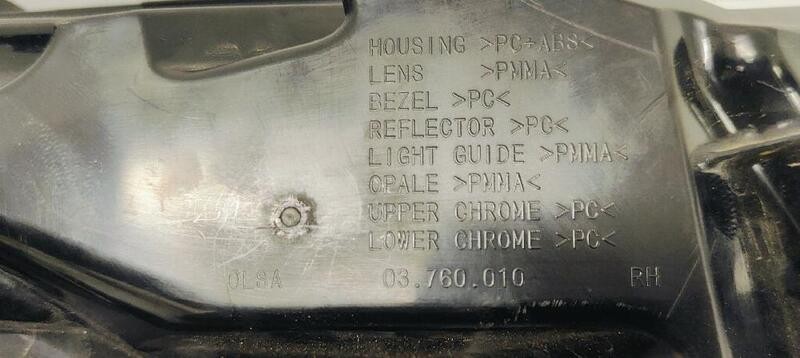 HOUSING >PC+ABS<
LENS >PMMA<
BEZEL >PC<
REFLECTOR >PC<
LIGHT GUIDE >PMMA<
OPALE >PMMA<
UPPER CHROME >PC<
LOWER CHROME >PC<
OLSA 03.760.010 RH